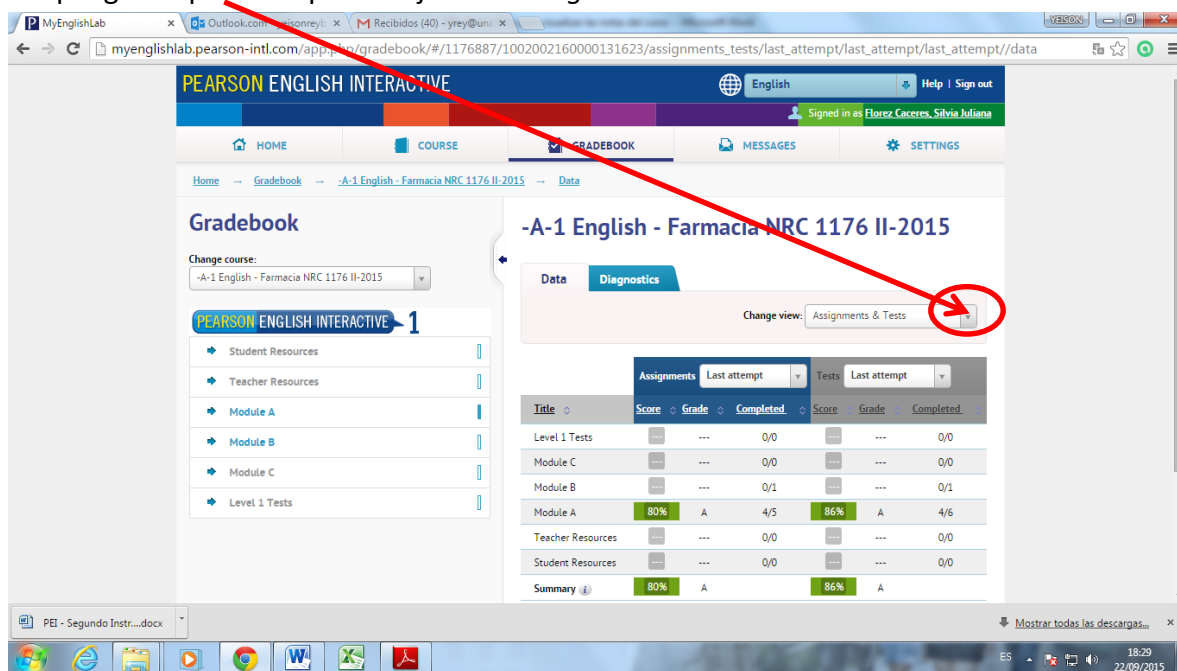 MyEnglishLab
Outlook.com
Recibidos (40) - yrey@una
YEISON
myenglishlab.pearson-intl.com/app.php/gradebook/#/1176887/1002002160000131623/assignments_tests/last_attempt/last_attempt/last_attempt//data
PEARSON ENGLISH INTERACTIVE
English
Help | Sign out
Signed in as Florez Caceres, Silvia Juliana
HOME
COURSE
GRADEBOOK
MESSAGES
SETTINGS
Home → Gradebook → -A-1 English - Farmacia NRC 1176 II-2015 → Data
Gradebook
Change course:
-A-1 English - Farmacia NRC 1176 II-2015
PEARSON ENGLISH INTERACTIVE 1
Student Resources
Teacher Resources
Module A
Module B
Module C
Level 1 Tests
-A-1 English - Farmacia NRC 1176 II-2015
Data Diagnostics
Change view: Assignments & Tests
Assignments Last attempt Tests Last attempt
Title Score Grade Completed Score Grade Completed
Level 1 Tests --- --- 0/0 --- --- 0/0
Module C --- --- 0/0 --- --- 0/0
Module B --- --- 0/1 --- --- 0/1
Module A 80% A 4/5 86% A 4/6
Teacher Resources --- --- 0/0 --- --- 0/0
Student Resources --- --- 0/0 --- --- 0/0
Summary 80% A 86% A
PEI - Segundo Instr....docx
Mostrar todas las descargas...
ES
18:29
22/09/2015